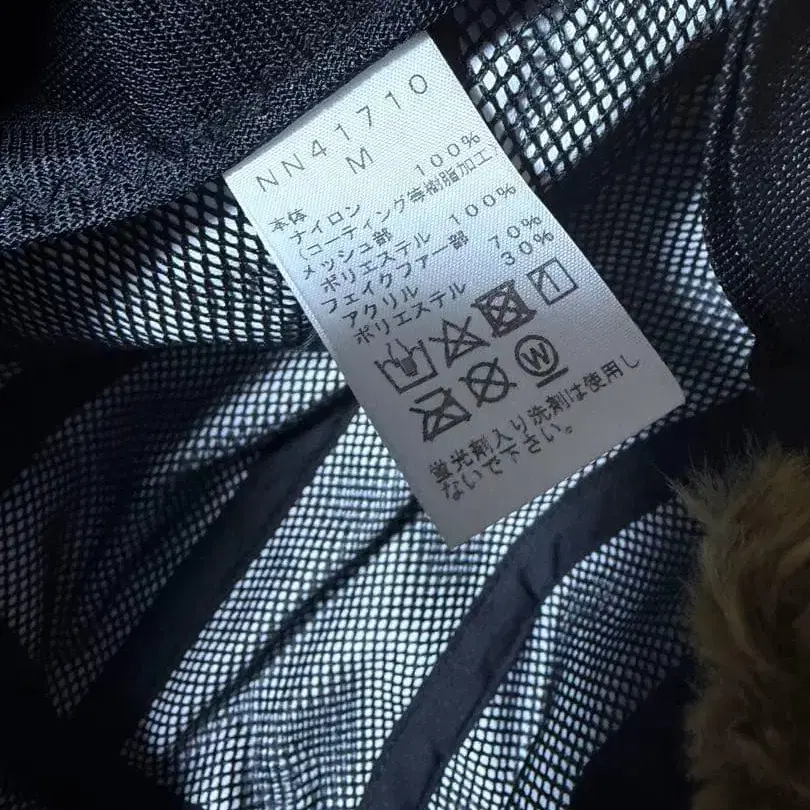 NN41710
M
本体
ナイロン 100%
(コーティング等樹脂加工)
メッシュ部
ポリエステル 100%
フェイクファー部
アクリル 70%
ポリエステル 30%
W
蛍光剤入り洗剤は使用し
ないで下さい。